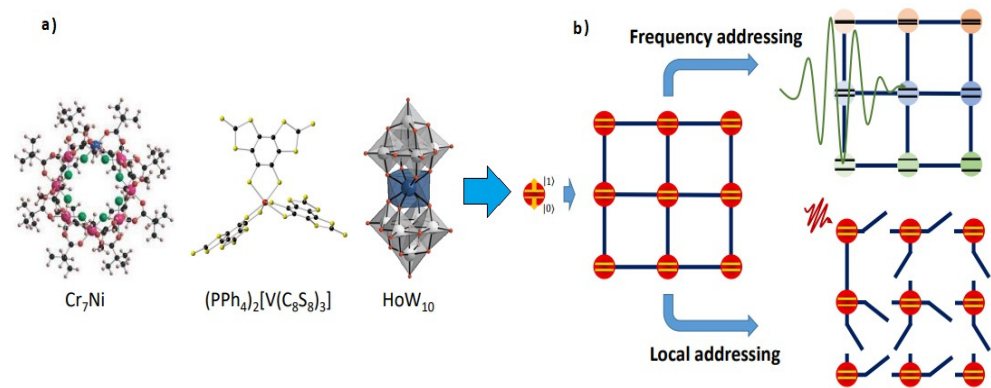 a)
b)
Frequency addressing
|1⟩
|0⟩
Cr₇Ni
(PPh₄)₂[V(C₈S₈)₃]
HoW₁₀
Local addressing